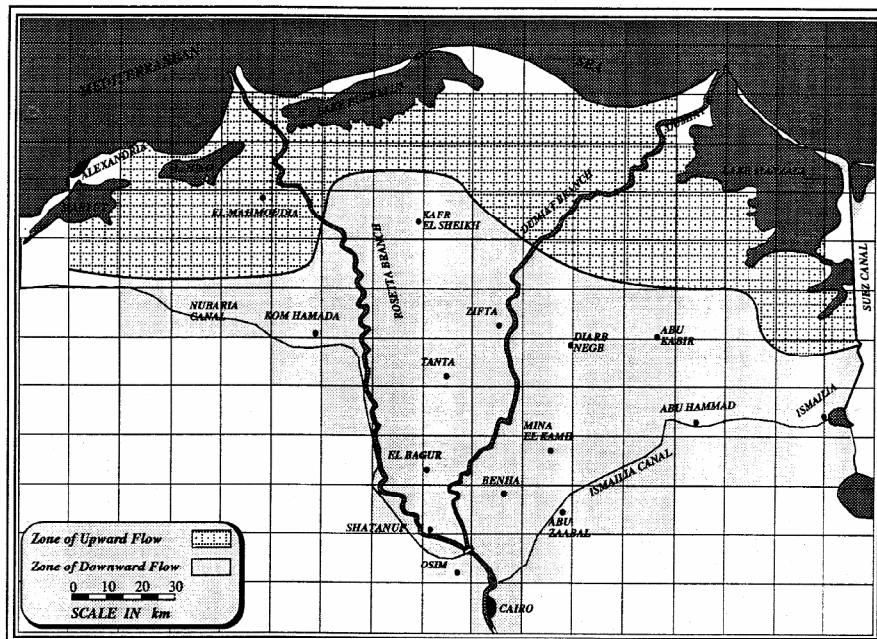 MEDITERRANEAN
SEA
ALEXANDRIA
EL MAHMOUDIA
KAFR
EL SHEIKH
DEMIAT BRANCH
ROSETTA BRANCH
SUEZ CANAL
NUBARIA
CANAL
KOM HAMADA
ZIFTA
DIARB
NEGB
ABU
KABIR
TANTA
ABU HAMMAD
ISMAILIA
MINA
EL KAMH
EL BAGUR
BENHA
ISMAILIA CANAL
SHATANUF
ABU
ZAABAL
OSIM
CAIRO
Zone of Upward Flow
Zone of Downward Flow
0 10 20 30
SCALE IN km